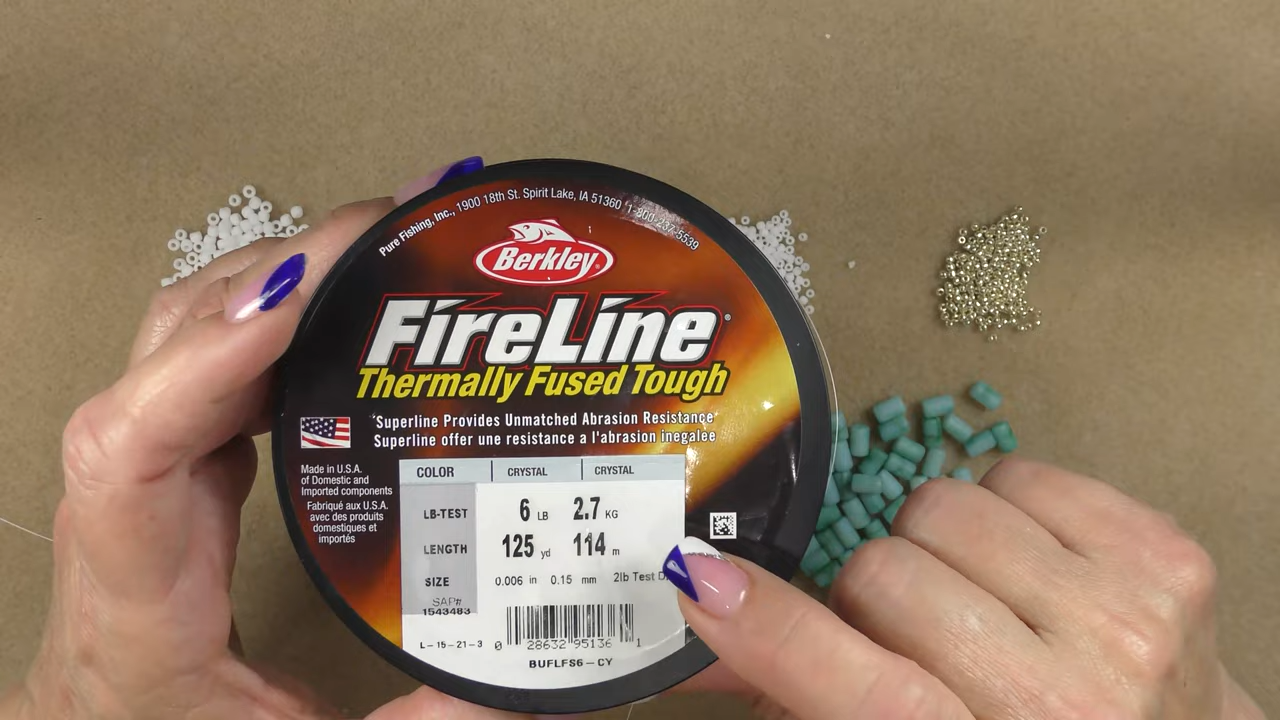 Pure Fishing, Inc., 1900 18th St. Spirit Lake, IA 51360 1-800-237-5539
Berkley
FireLine®
Thermally Fused Tough
"Superline Provides Unmatched Abrasion Resistance"
Superline offer une resistance a l'abrasion inegalee
Made in U.S.A.
of Domestic and
Imported components
Fabriqué aux U.S.A.
avec des produits
domestiques et
importés
COLOR CRYSTAL CRYSTAL
LB-TEST 6 LB 2.7 KG
LENGTH 125 yd 114 m
SIZE 0.006 in 0.15 mm 2lb Test
SAP#
1543483
L-15-21-3 0 28632 95136 1
BUFLFS6-CY